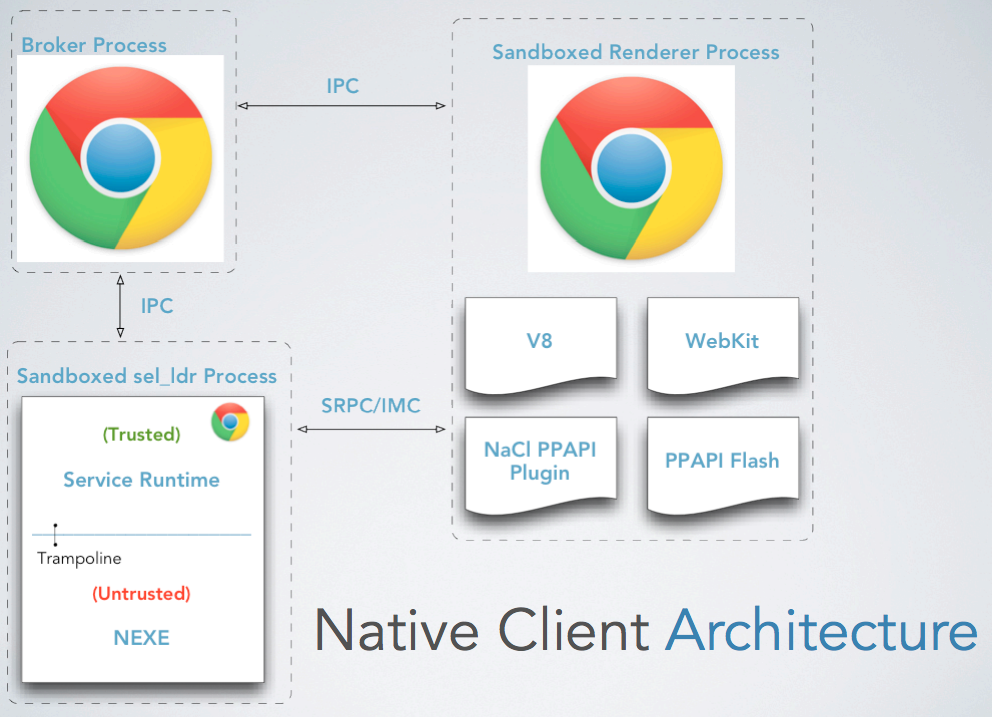 Broker Process
IPC
Sandboxed Renderer Process
IPC
V8
WebKit
NaCl PPAPI
Plugin
PPAPI Flash
Sandboxed sel_ldr Process
SRPC/IMC
(Trusted)
Service Runtime
Trampoline
(Untrusted)
NEXE
Native Client Architecture